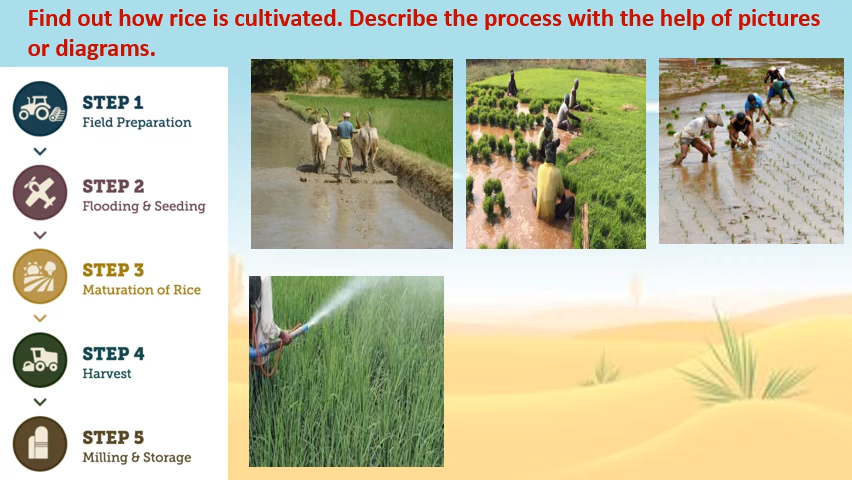 Find out how rice is cultivated. Describe the process with the help of pictures
or diagrams.
STEP 1
Field Preparation
STEP 2
Flooding & Seeding
STEP 3
Maturation of Rice
STEP 4
Harvest
STEP 5
Milling & Storage